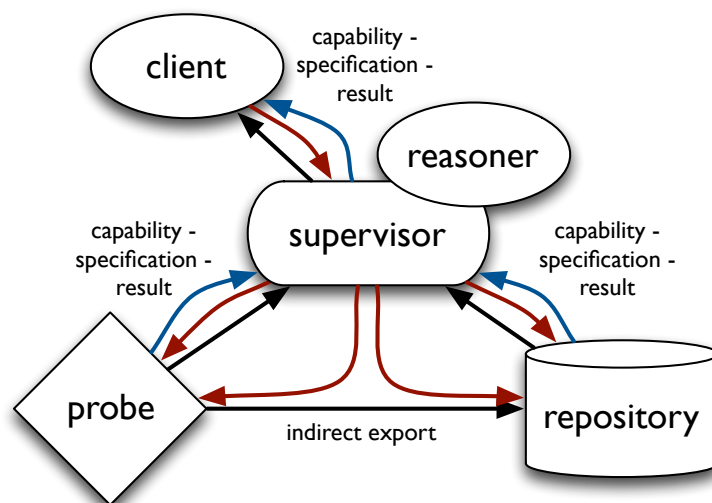 client
capability -
specification -
result
reasoner
supervisor
capability -
specification -
result
capability -
specification -
result
probe
indirect export
repository